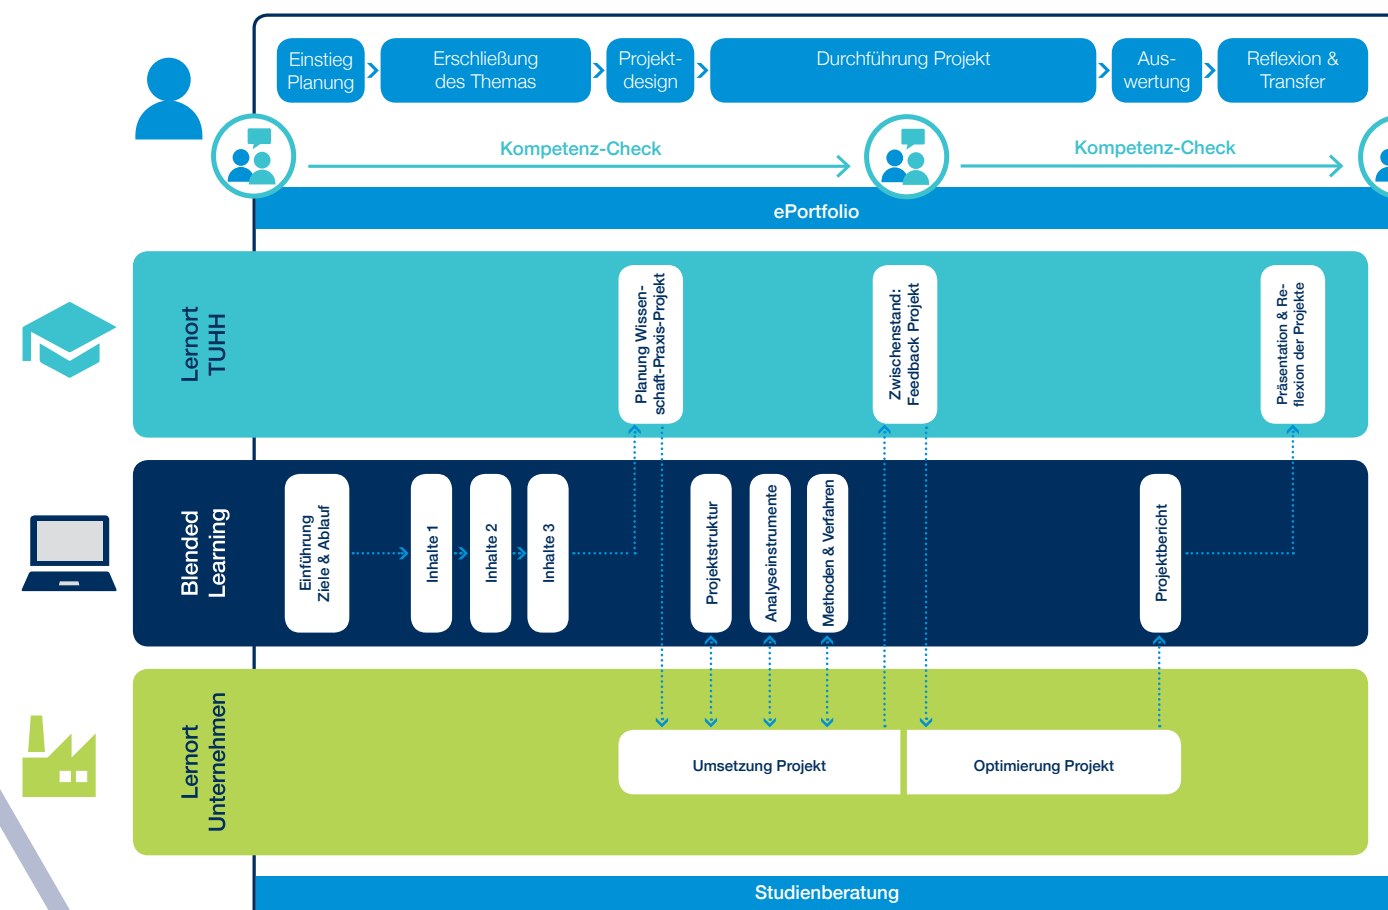 Einstieg
Planung
Erschließung
des Themas
Projekt-
design
Durchführung Projekt
Aus-
wertung
Reflexion &
Transfer
Kompetenz-Check
Kompetenz-Check
ePortfolio
Lernort
TUHH
Planung Wissen-
schaft-Praxis-Projekt
Zwischenstand:
Feedback Projekt
Präsentation & Re-
flexion der Projekte
Blended
Learning
Einführung
Ziele & Ablauf
Inhalte 1
Inhalte 2
Inhalte 3
Projektstruktur
Analyseinstrumente
Methoden & Verfahren
Projektbericht
Lernort
Unternehmen
Umsetzung Projekt
Optimierung Projekt
Studienberatung